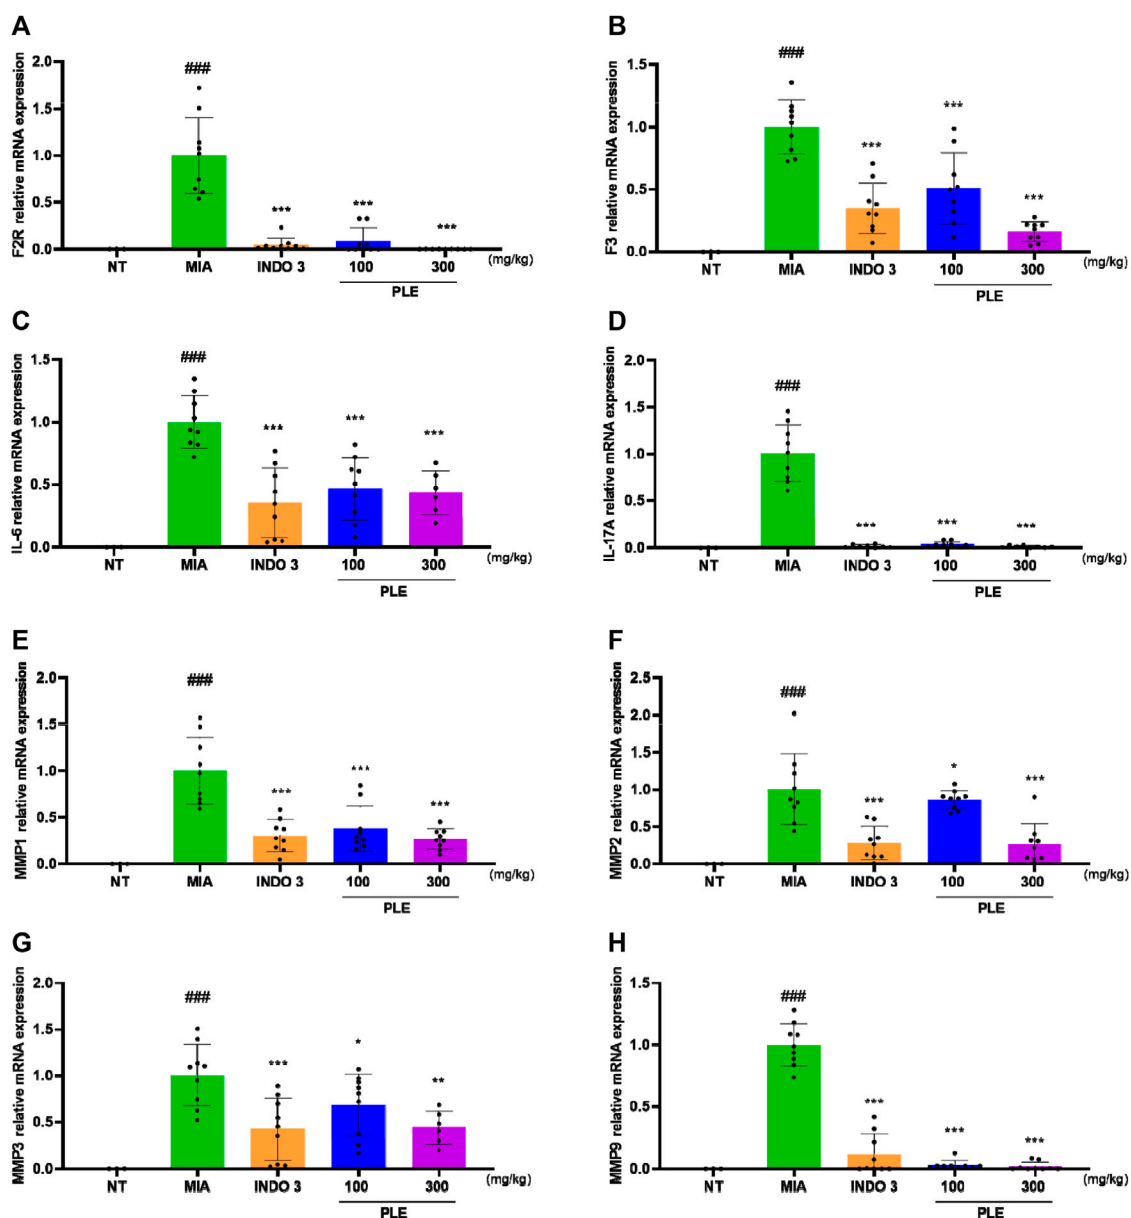 A
F2R relative mRNA expression
2.0
1.5
1.0
0.5
0.0
###
***
***
***
NT MIA INDO 3 100 300 (mg/kg)
PLE
B
F3 relative mRNA expression
1.5
1.0
0.5
0.0
###
***
***
***
NT MIA INDO 3 100 300 (mg/kg)
PLE
C
IL-6 relative mRNA expression
1.5
1.0
0.5
0.0
###
***
***
***
NT MIA INDO 3 100 300 (mg/kg)
PLE
D
IL-17A relative mRNA expression
2.0
1.5
1.0
0.5
0.0
###
***
***
***
NT MIA INDO 3 100 300 (mg/kg)
PLE
E
MMP1 relative mRNA expression
2.0
1.5
1.0
0.5
0.0
###
***
***
***
NT MIA INDO 3 100 300 (mg/kg)
PLE
F
MMP2 relative mRNA expression
2.5
2.0
1.5
1.0
0.5
0.0
###
***
*
***
NT MIA INDO 3 100 300 (mg/kg)
PLE
G
MMP3 relative mRNA expression
2.0
1.5
1.0
0.5
0.0
###
***
*
**
NT MIA INDO 3 100 300 (mg/kg)
PLE
H
MMP9 relative mRNA expression
1.5
1.0
0.5
0.0
###
***
***
***
NT MIA INDO 3 100 300 (mg/kg)
PLE